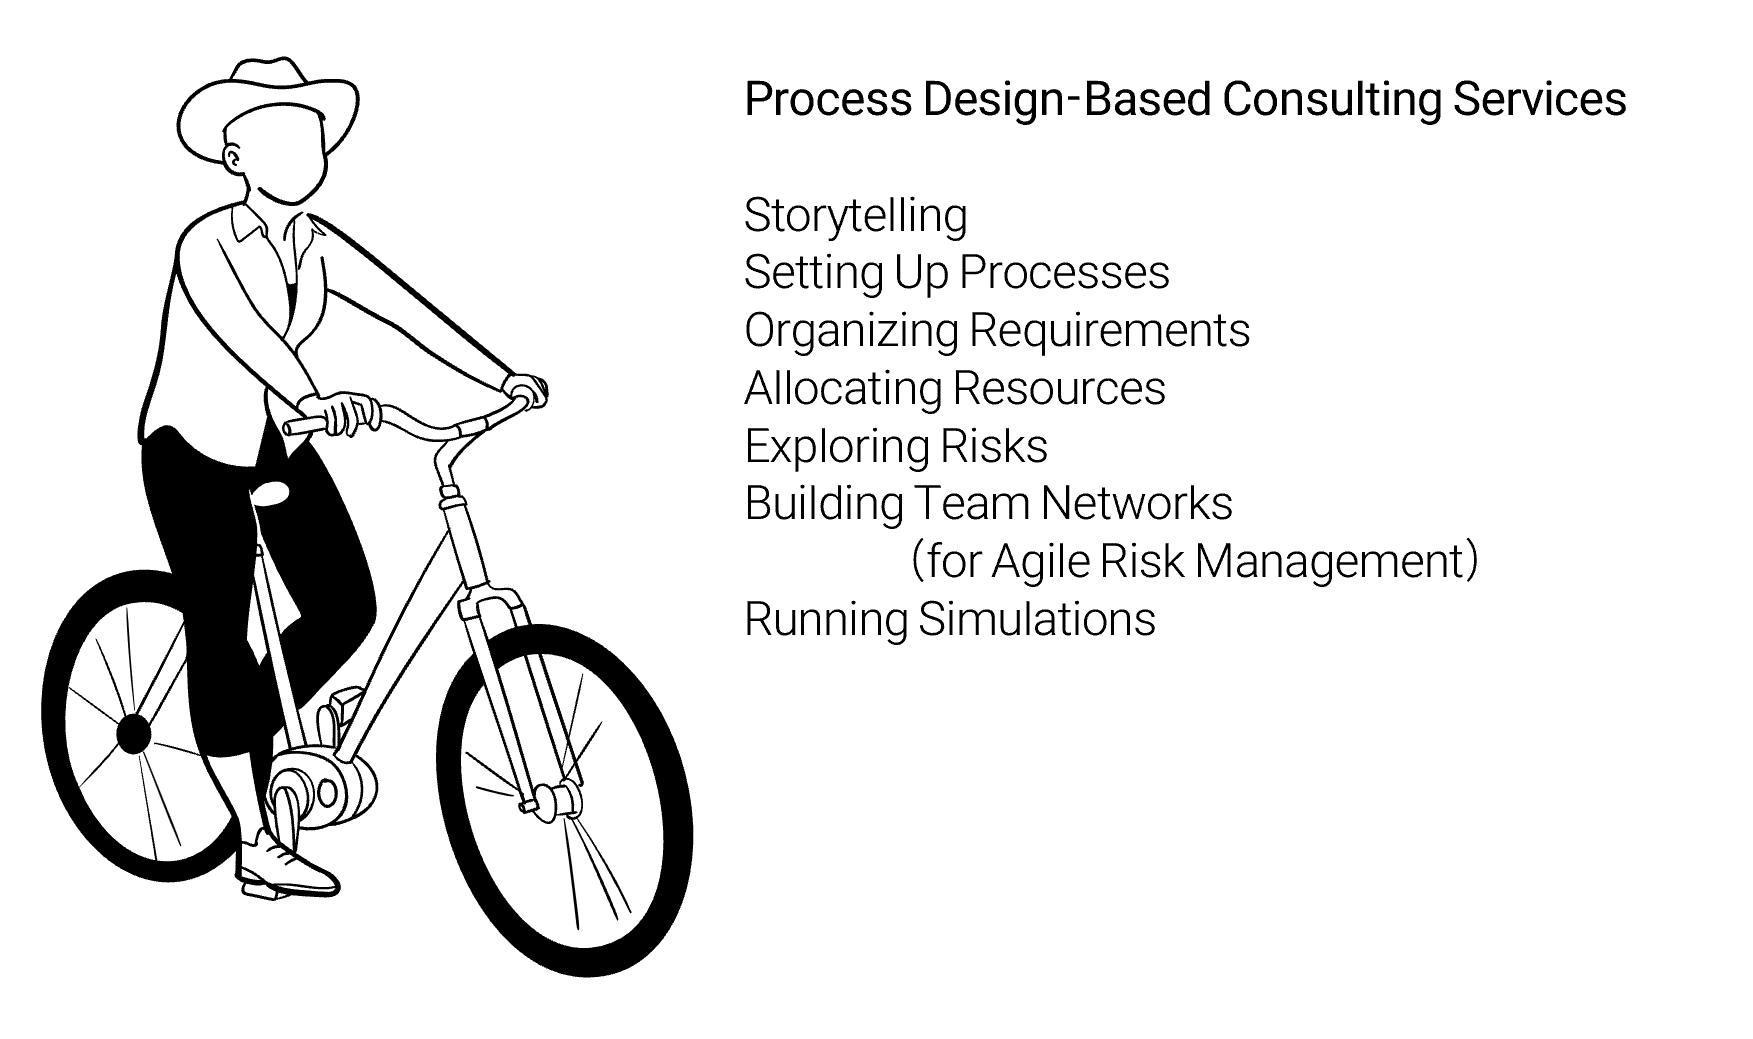 Process Design-Based Consulting Services
Storytelling
Setting Up Processes
Organizing Requirements
Allocating Resources
Exploring Risks
Building Team Networks
(for Agile Risk Management)
Running Simulations